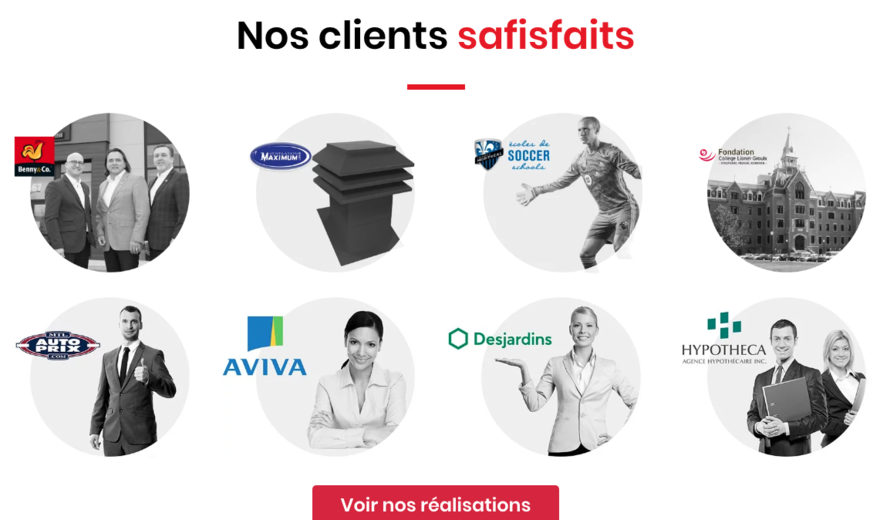 Nos clients safisfaits
Benny&Co.
MAXIMUM
écoles de
SOCCER
schools
MONTRÉAL
Fondation
Collège Lionel-Groulx
MTL
AUTO
PRIX
.COM
AVIVA
Desjardins
HYPOTHECA
AGENCE HYPOTHÉCAIRE INC.
Voir nos réalisations